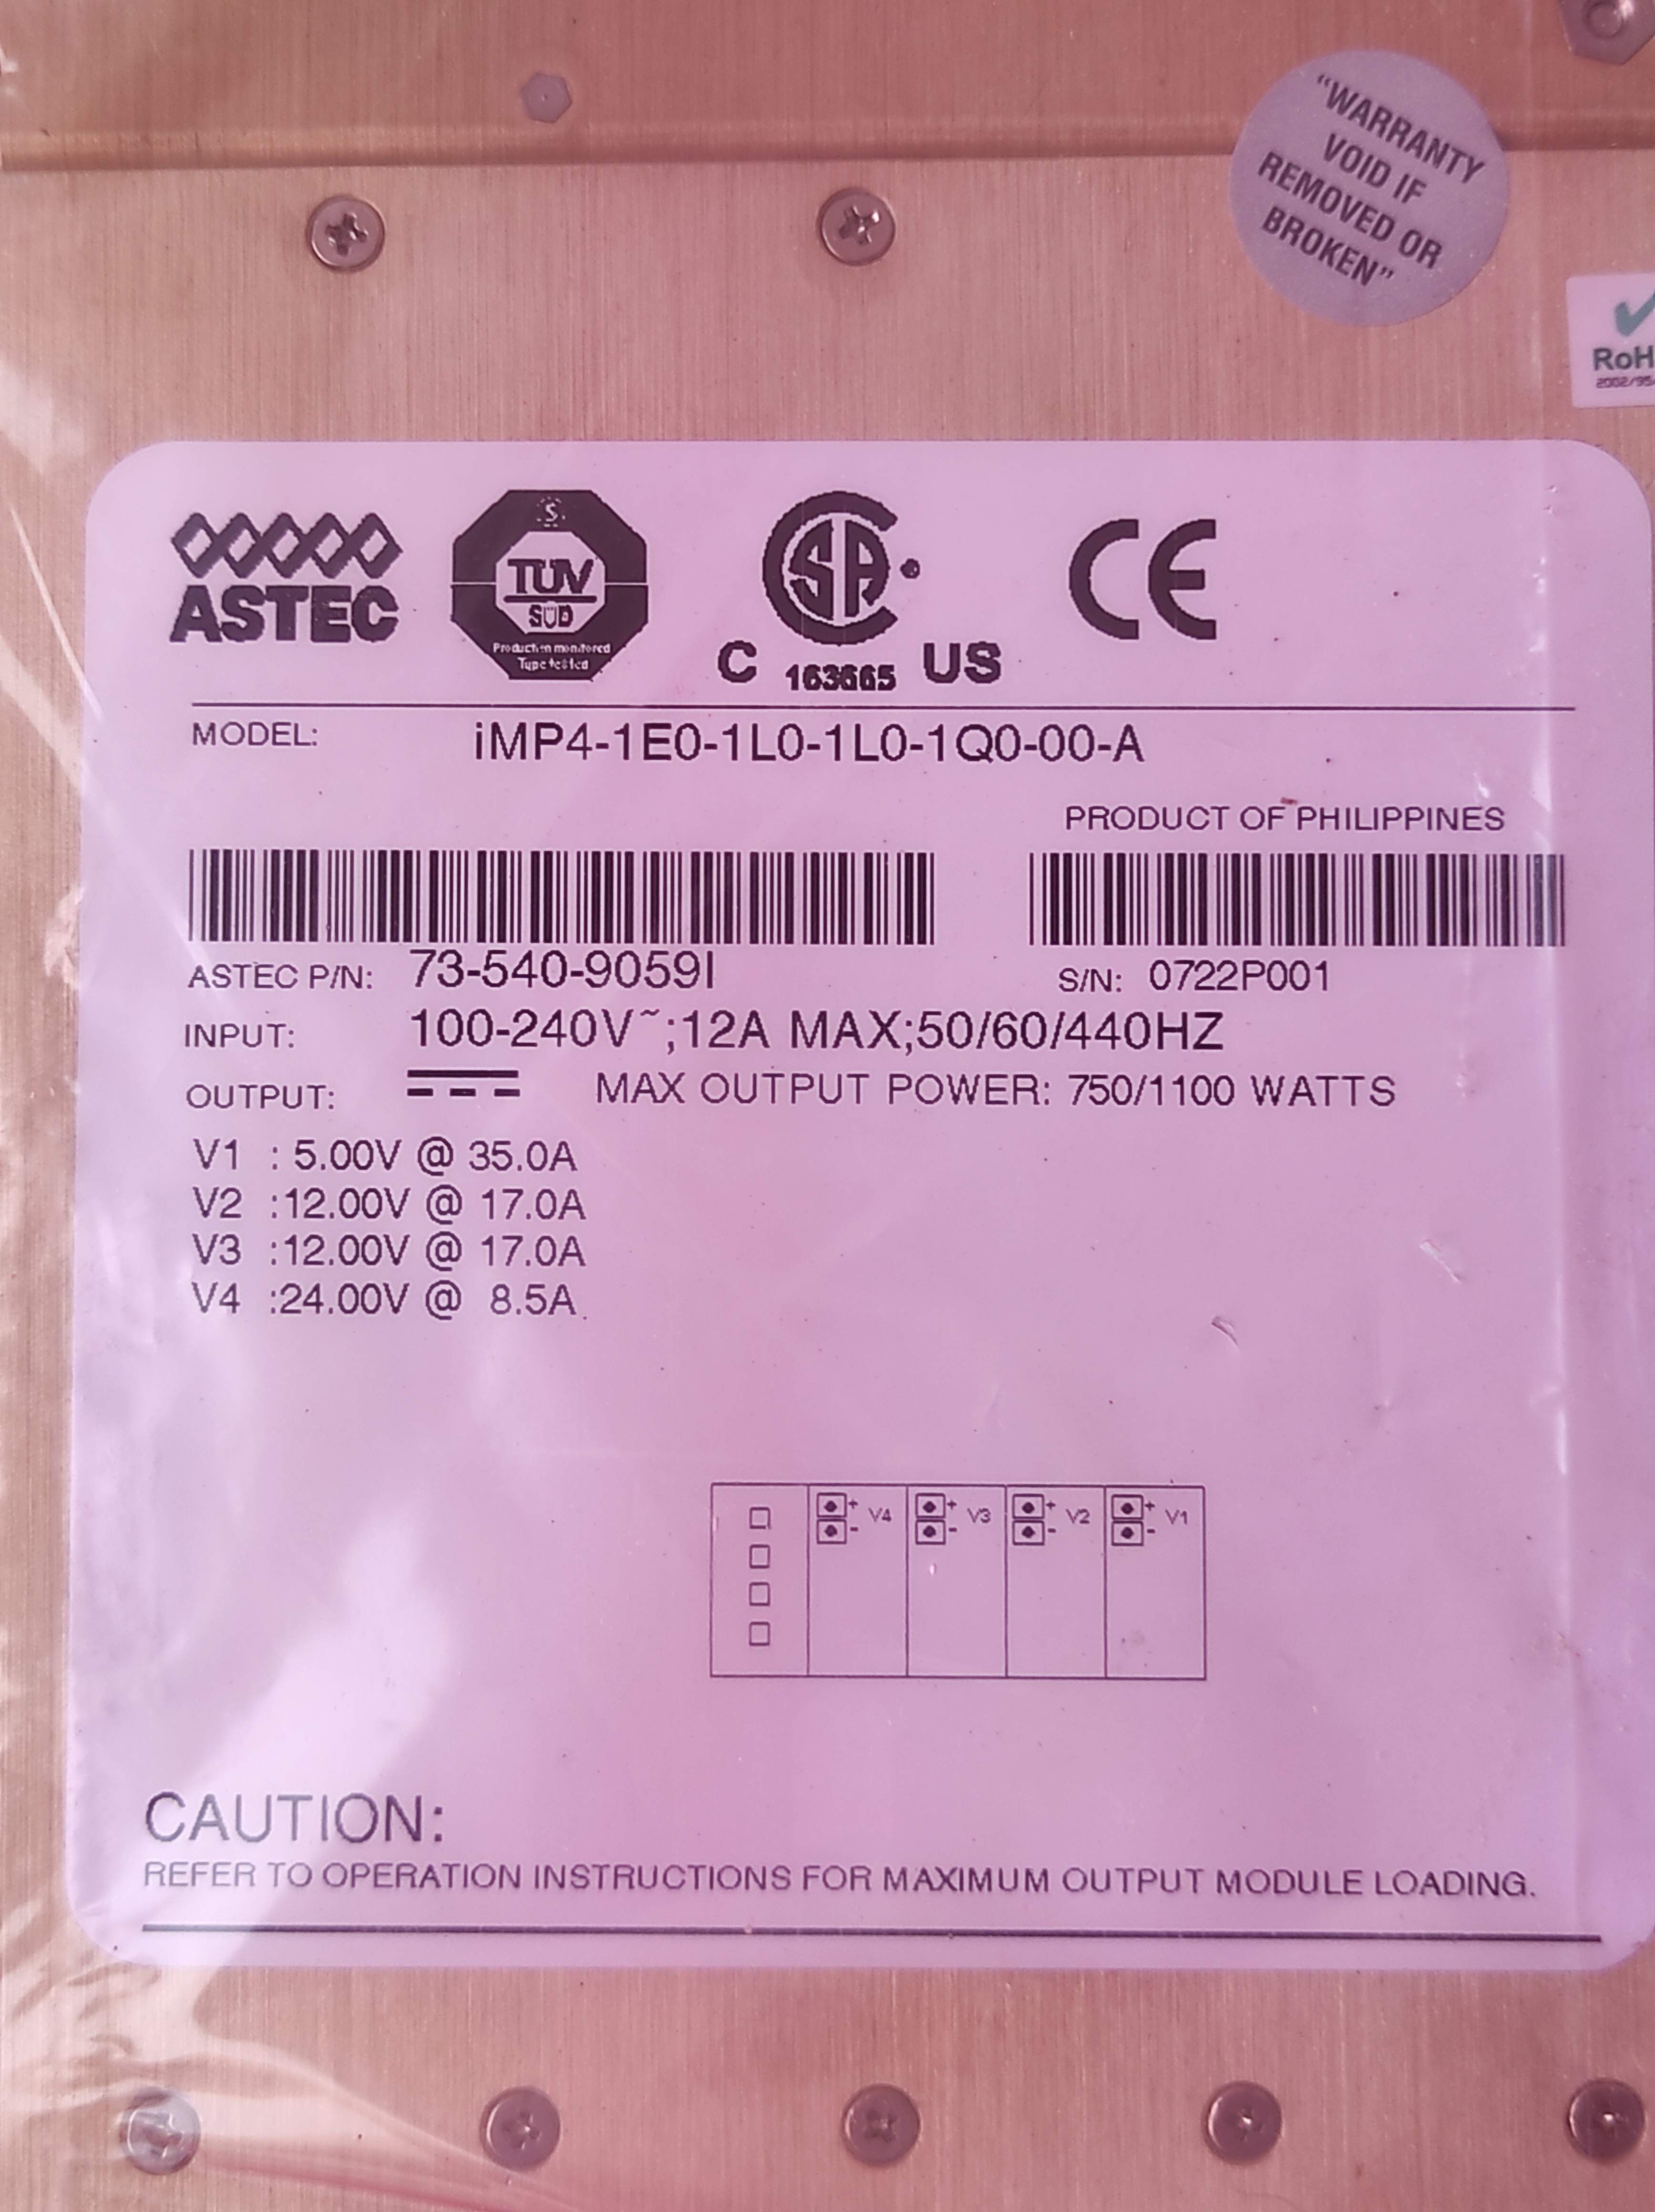 "WARRANTY
VOID IF
REMOVED OR
BROKEN"
RoH
2002/95
ASTEC
S
TUV
SÜD
Production monitored
Type tested
SA
C 163665 US
CE
MODEL: iMP4-1E0-1L0-1L0-1Q0-00-A
PRODUCT OF PHILIPPINES
ASTEC P/N: 73-540-9059I
S/N: 0722P001
INPUT: 100-240V~;12A MAX;50/60/440HZ
OUTPUT: MAX OUTPUT POWER: 750/1100 WATTS
V1 : 5.00V @ 35.0A
V2 :12.00V @ 17.0A
V3 :12.00V @ 17.0A
V4 :24.00V @ 8.5A
+ V4 + V3 + V2 + V1
- - - -
CAUTION:
REFER TO OPERATION INSTRUCTIONS FOR MAXIMUM OUTPUT MODULE LOADING.